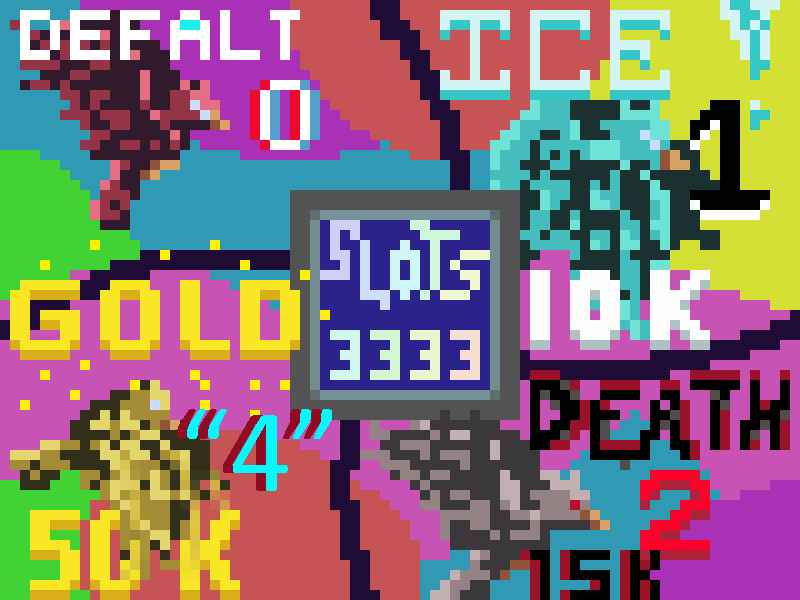 DEFALT
0
ICE
1
SLOTS
3333
GOLD
10K
"4"
DEATH
2
50K
15K